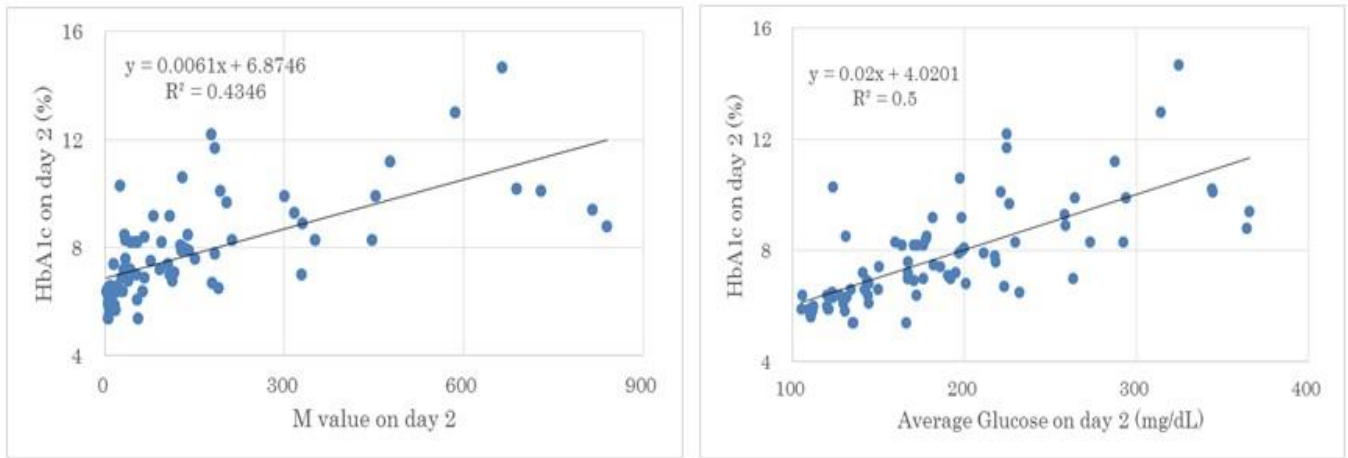 16
12
8
4
HbA1c on day 2 (%)
y = 0.0061x + 6.8746
R² = 0.4346
0 300 600 900
M value on day 2
16
12
8
4
HbA1c on day 2 (%)
y = 0.02x + 4.0201
R² = 0.5
100 200 300 400
Average Glucose on day 2 (mg/dL)